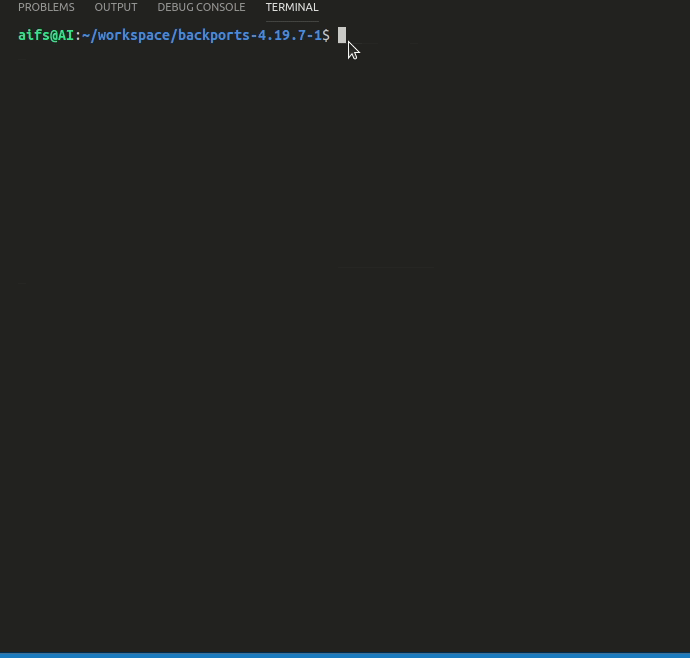 PROBLEMS OUTPUT DEBUG CONSOLE TERMINAL
aifs@AI:~/workspace/backports-4.19.7-1$